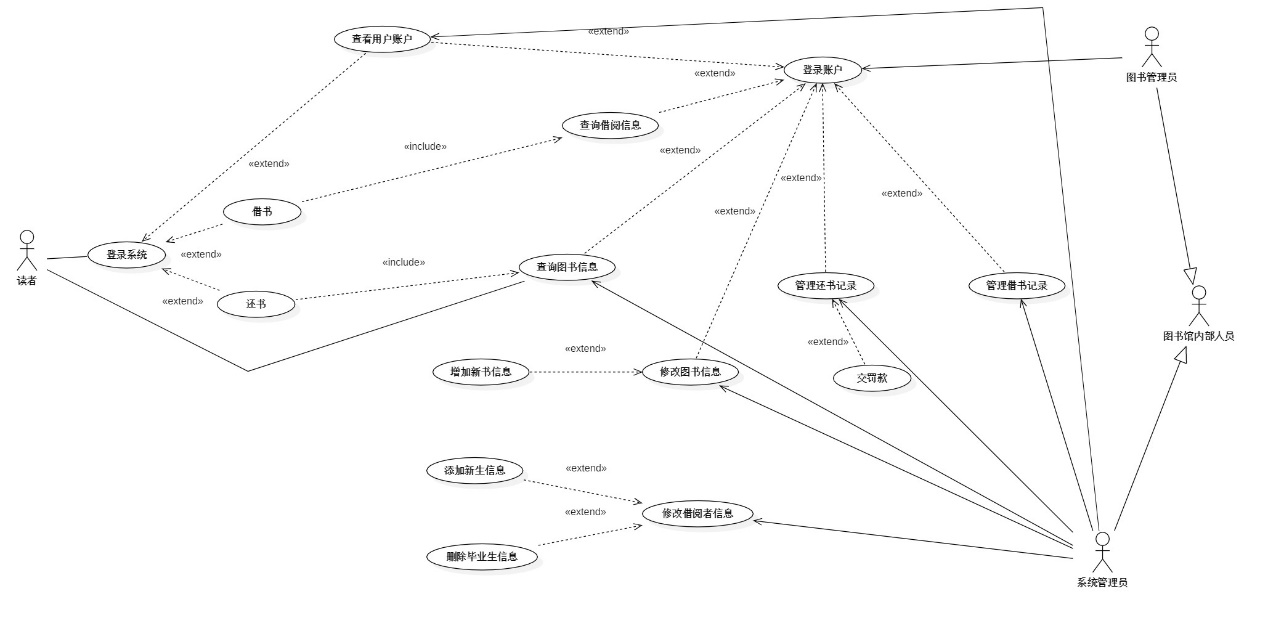 查看用户账户
«extend»
图书管理员
登录账户
«extend»
查询借阅信息
«include»
«extend»
«extend»
«extend»
«extend»
借书
«extend»
登录系统
«extend»
读者
«include»
查询图书信息
管理还书记录
管理借书记录
«extend»
还书
图书馆内部人员
«extend»
«extend»
增加新书信息
修改图书信息
交罚款
添加新生信息
«extend»
«extend»
修改借阅者信息
删除毕业生信息
系统管理员